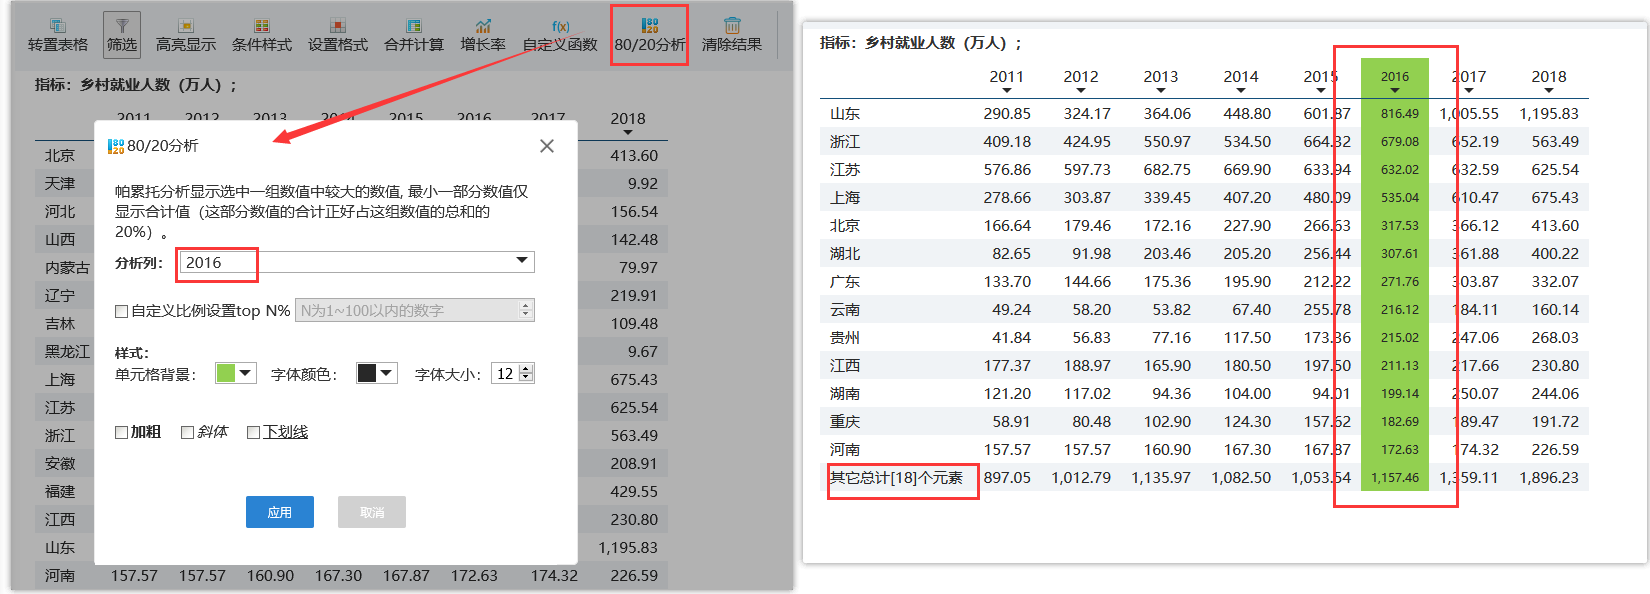 转置表格 筛选 高亮显示 条件样式 设置格式 合并计算 增长率 自定义函数 80/20分析 清除结果
指标：乡村就业人数（万人）；
2011 2012 2013 2014 2015 2016 2017 2018
北京 413.60
天津 9.92
河北 156.54
山西 142.48
内蒙古 79.97
辽宁 219.91
吉林 109.48
黑龙江 9.67
上海 675.43
江苏 625.54
浙江 563.49
安徽 208.91
福建 429.55
江西 230.80
山东 1,195.83
河南 157.57 157.57 160.90 167.30 167.87 172.63 174.32 226.59
80/20分析
帕累托分析显示选中一组数值中较大的数值, 最小一部分数值仅
显示合计值（这部分数值的合计正好占这组数值的总和的
20%）。
分析列： 2016
自定义比例设置top N% N为1~100以内的数字
样式：
单元格背景： 字体颜色： 字体大小： 12
加粗 斜体 下划线
应用 取消
指标：乡村就业人数（万人）；
2011 2012 2013 2014 2015 2016 2017 2018
山东 290.85 324.17 364.06 448.80 601.87 816.49 1,005.55 1,195.83
浙江 409.18 424.95 550.97 534.50 664.32 679.08 652.19 563.49
江苏 576.86 597.73 682.75 669.90 633.94 632.02 632.59 625.54
上海 278.66 303.87 339.45 407.20 480.09 535.04 610.47 675.43
北京 166.64 179.46 172.16 227.90 266.63 317.53 366.12 413.60
湖北 82.65 91.98 203.46 205.20 256.44 307.61 361.88 400.22
广东 133.70 144.66 175.36 195.90 212.22 271.76 303.87 332.07
云南 49.24 58.20 53.82 67.40 255.78 216.12 184.11 160.14
贵州 41.84 56.83 77.16 117.50 173.36 215.02 247.06 268.03
江西 177.37 188.97 165.90 180.50 197.50 211.13 217.66 230.80
湖南 121.20 117.02 94.36 104.00 94.01 199.14 250.07 244.06
重庆 58.91 80.48 102.90 124.30 157.62 182.69 189.47 191.72
河南 157.57 157.57 160.90 167.30 167.87 172.63 174.32 226.59
其它总计[18]个元素 897.05 1,012.79 1,135.97 1,082.50 1,053.54 1,157.46 1,359.11 1,896.23